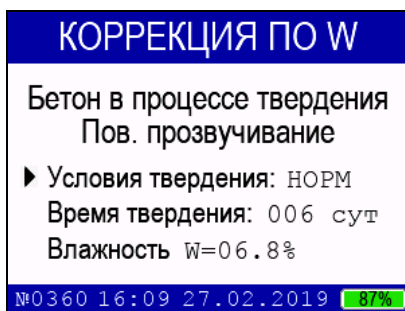 КОРРЕКЦИЯ ПО W
Бетон в процессе твердения
Пов. прозвучивание
Условия твердения: НОРМ
Время твердения: 006 сут
Влажность W=06.8%
№0360 16:09 27.02.2019 87%